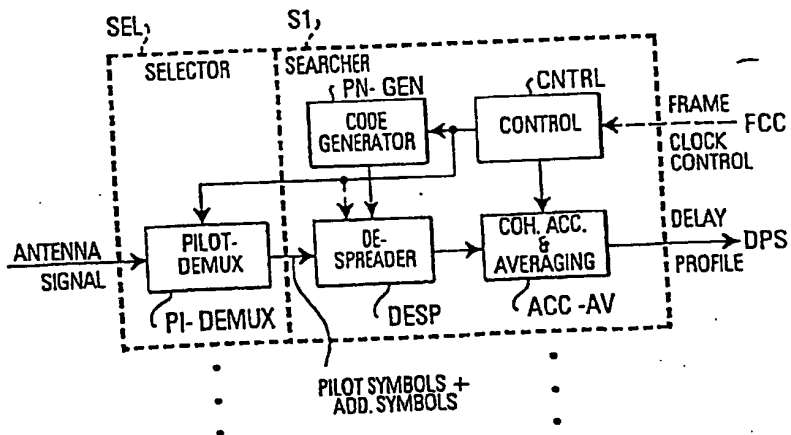 SEL
S1
SELECTOR
SEARCHER
PN-GEN
CNTRL
CODE
GENERATOR
CONTROL
FRAME
CLOCK
CONTROL
FCC
ANTENNA
SIGNAL
PILOT-
DEMUX
DE-
SPREADER
COH. ACC.
&
AVERAGING
DELAY
PROFILE
DPS
PI-DEMUX
DESP
ACC-AV
PILOT SYMBOLS +
ADD. SYMBOLS